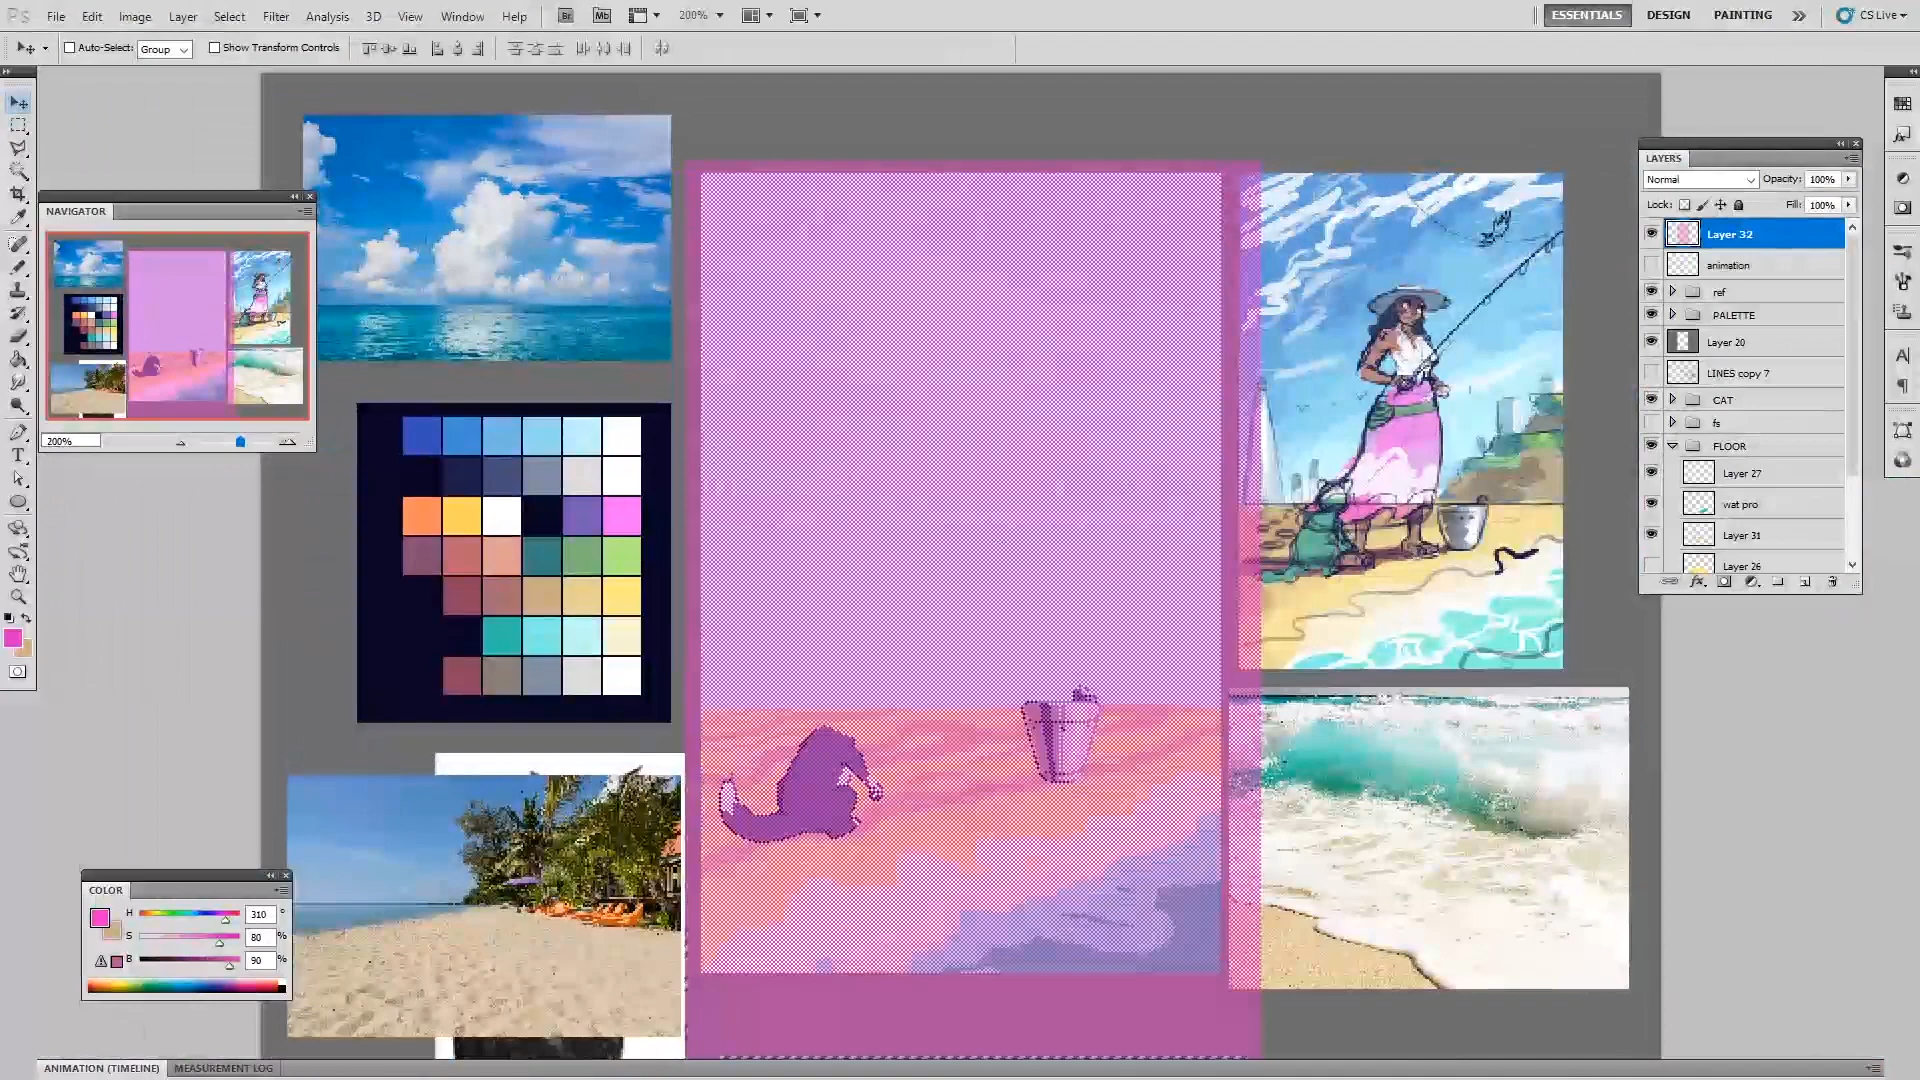 Ps File Edit Image Layer Select Filter Analysis 3D View Window Help Br Mb 200% ESSENTIALS DESIGN PAINTING CS Live
Auto-Select: Group Show Transform Controls
NAVIGATOR
200%
LAYERS
Normal Opacity: 100%
Lock: Fill: 100%
Layer 32
animation
ref
PALETTE
Layer 20
LINES copy 7
CAT
fs
FLOOR
Layer 27
wat pro
Layer 31
Layer 26
COLOR
H 310 °
S 80 %
B 90 %
ANIMATION (TIMELINE) MEASUREMENT LOG